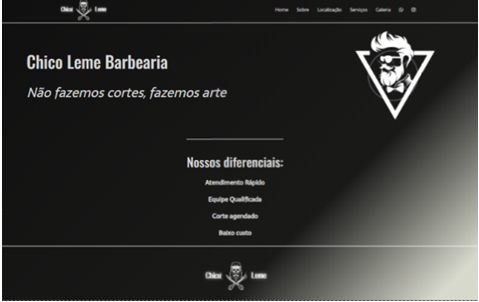 Chico Leme
Home Sobre Localização Serviços Galeria
Chico Leme Barbearia
Não fazemos cortes, fazemos arte
Nossos diferenciais:
Atendimento Rápido
Equipe Qualificada
Corte agendado
Baixo custo
Chico Leme